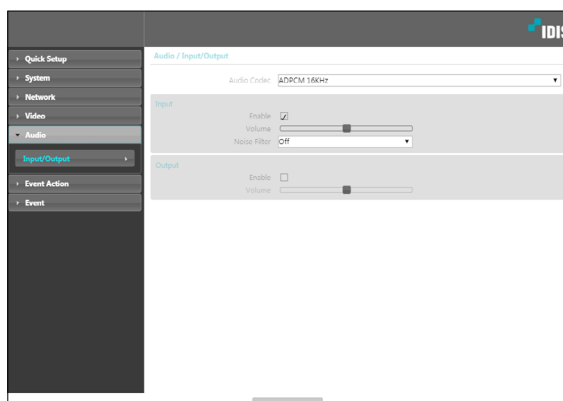 IDIS
Quick Setup
System
Network
Video
Audio
Input/Output
Event Action
Event
Audio / Input/Output
Audio Codec ADPCM 16KHz
Input
Enable
Volume
Noise Filter Off
Output
Enable
Volume